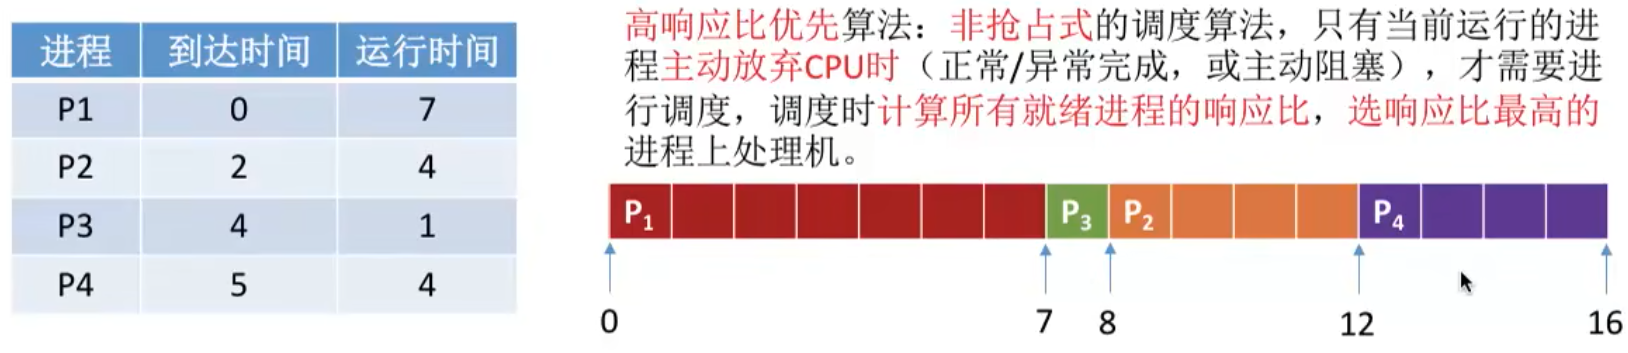 进程 到达时间 运行时间
P1 0 7
P2 2 4
P3 4 1
P4 5 4
高响应比优先算法：非抢占式的调度算法，只有当前运行的进
程主动放弃CPU时（正常/异常完成，或主动阻塞），才需要进
行调度，调度时计算所有就绪进程的响应比，选响应比最高的
进程上处理机。
P₁ P₃ P₂ P₄
0 7 8 12 16